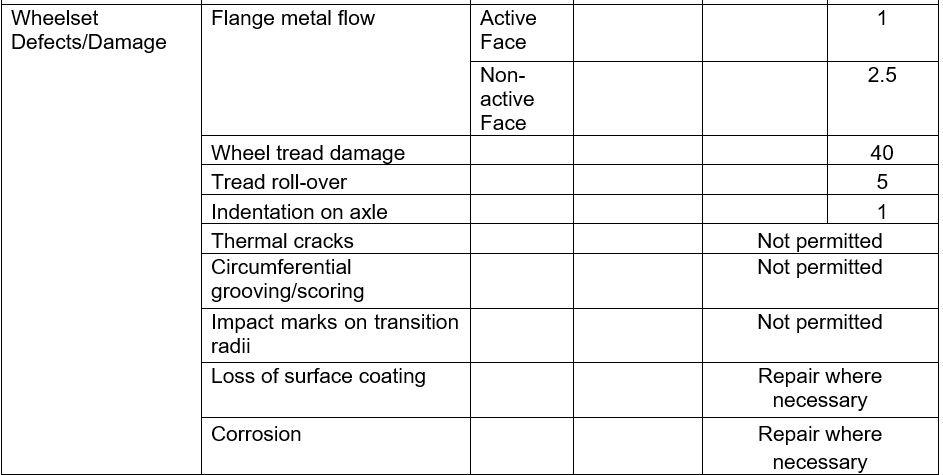 Wheelset Flange metal flow Active 1
Defects/Damage Face
Non- 2.5
active
Face
Wheel tread damage 40
Tread roll-over 5
Indentation on axle 1
Thermal cracks Not permitted
Circumferential Not permitted
grooving/scoring
Impact marks on transition Not permitted
radii
Loss of surface coating Repair where
necessary
Corrosion Repair where
necessary